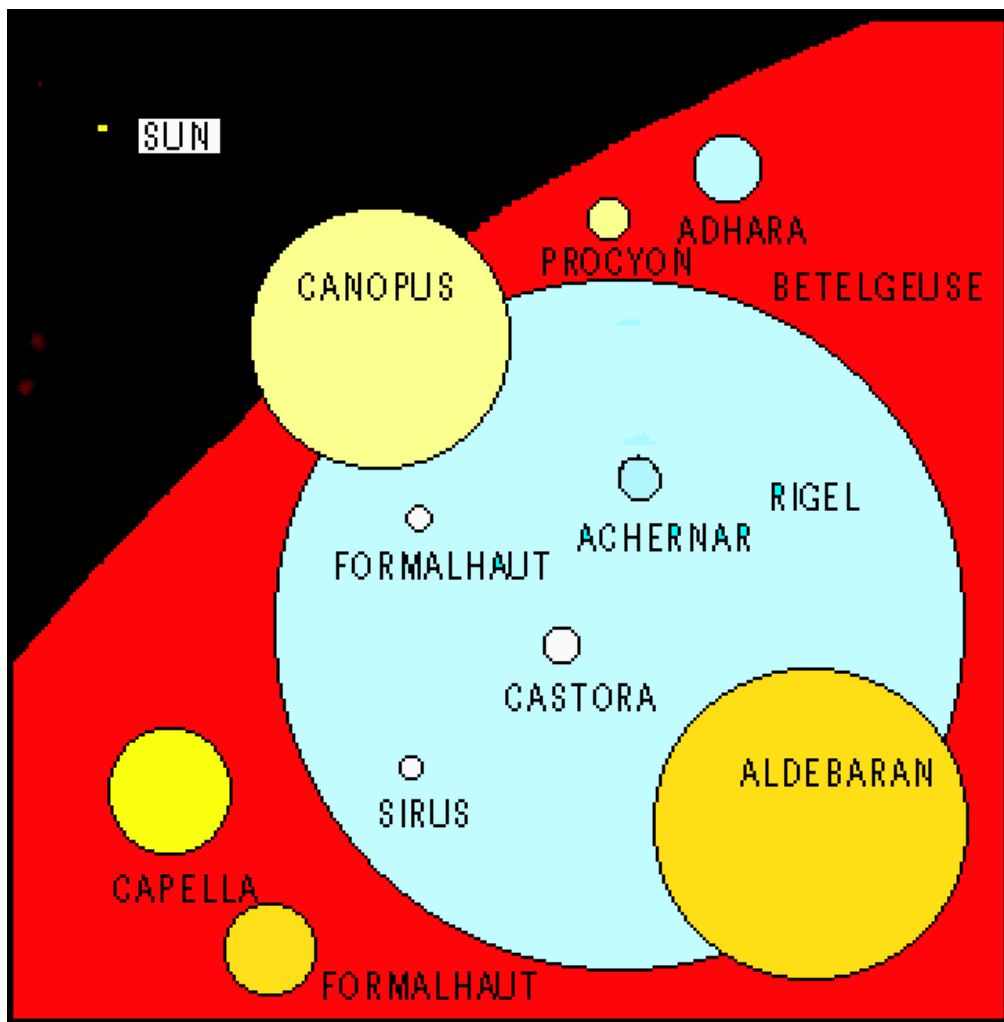 SUN
ADHARA
PROCYON
CANOPUS
BETELGEUSE
RIGEL
ACHERNAR
FORMALHAUT
CASTORA
ALDEBARAN
SIRUS
CAPELLA
FORMALHAUT